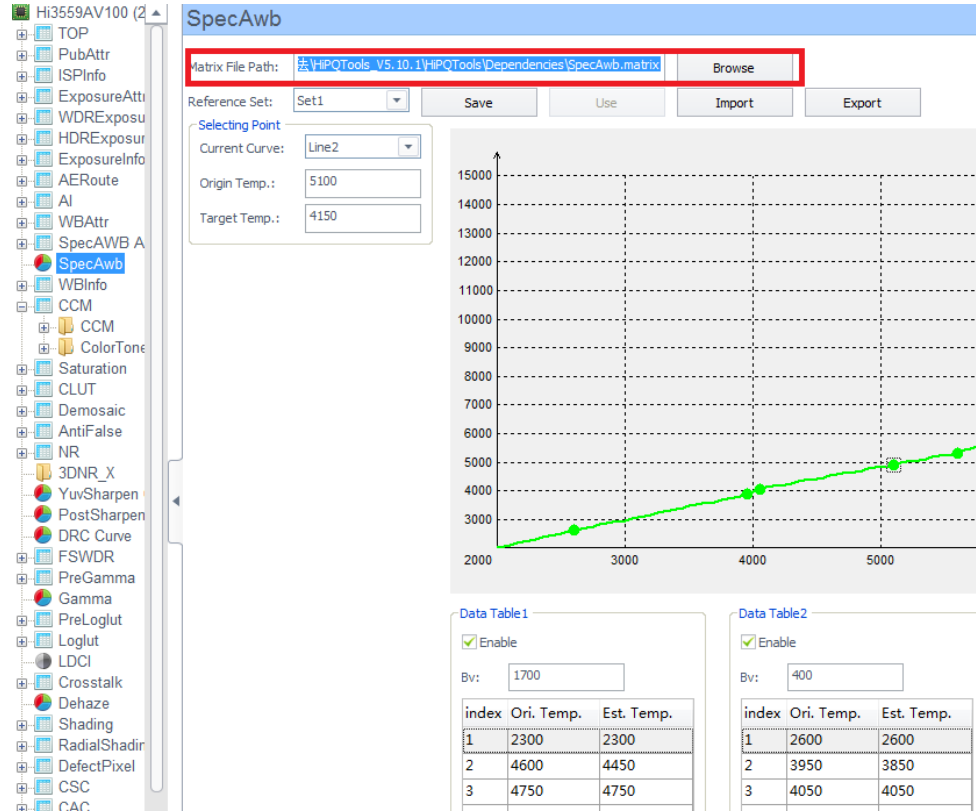 Hi3559AV100 (2
TOP
PubAttr
ISPInfo
ExposureAttr
WDRExposu
HDRExposur
ExposureInfo
AERoute
AI
WBAttr
SpecAWB A
SpecAwb
WBInfo
CCM
CCM
ColorTone
Saturation
CLUT
Demosaic
AntiFalse
NR
3DNR_X
YuvSharpen
PostSharpen
DRC Curve
FSWDR
PreGamma
Gamma
PreLoglut
Loglut
LDCI
Crosstalk
Dehaze
Shading
RadialShadin
DefectPixel
CSC
CAC
SpecAwb
Matrix File Path: 去\HiPQTools_V5.10.1\HiPQTools\Dependencies\SpecAwb.matrix Browse
Reference Set: Set1 Save Use Import Export
Selecting Point
Current Curve: Line2
Origin Temp.: 5100
Target Temp.: 4150
15000
14000
13000
12000
11000
10000
9000
8000
7000
6000
5000
4000
3000
2000 3000 4000 5000
Data Table1
Enable
Bv: 1700
index Ori. Temp. Est. Temp.
1 2300 2300
2 4600 4450
3 4750 4750
Data Table2
Enable
Bv: 400
index Ori. Temp. Est. Temp.
1 2600 2600
2 3950 3850
3 4050 4050